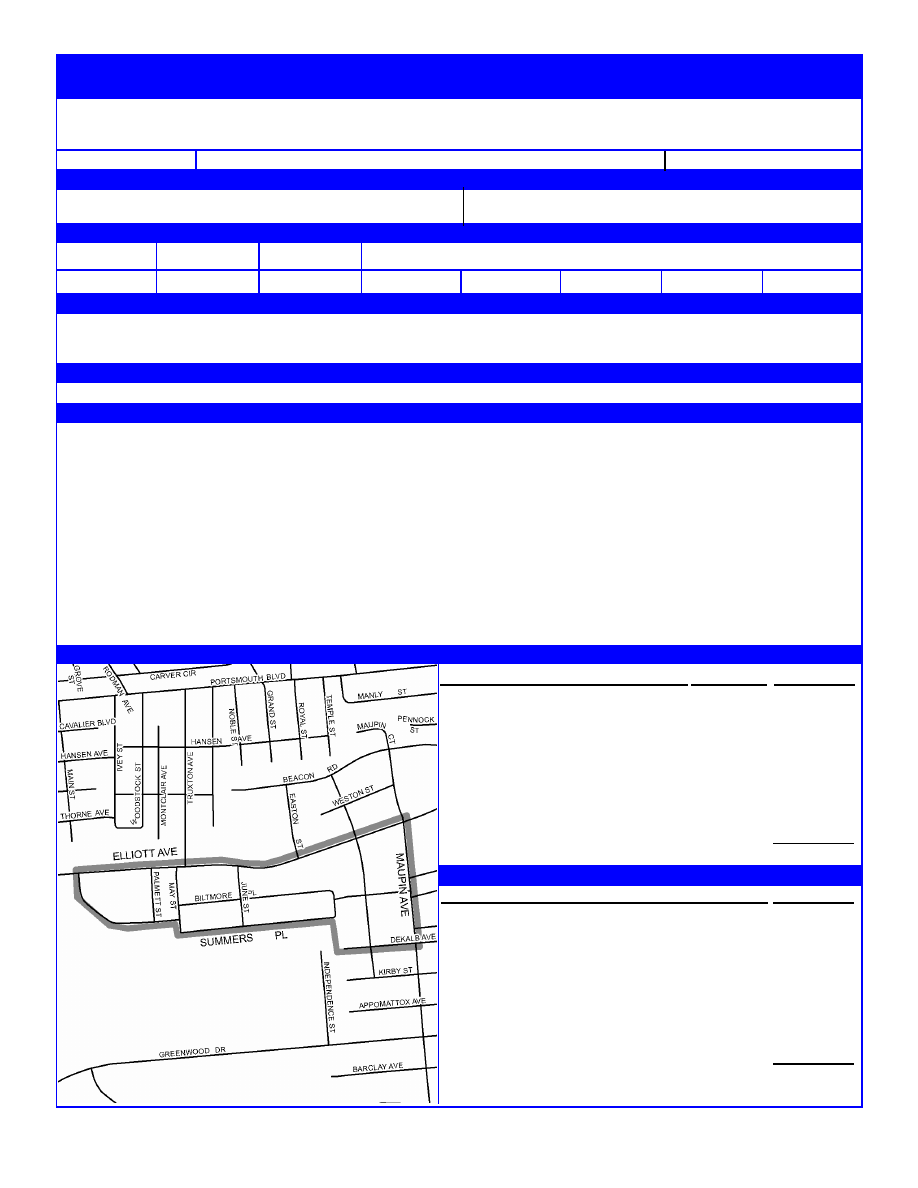 GROVE ST
RODMAN AVE
CARVER CIR
PORTSMOUTH BLVD
MANLY ST
CAVALIER BLVD
IVEY ST
NOBLE ST
GRAND ST
ROYAL ST
TEMPLE ST
MAUPIN CT
PENNOCK ST
HANSEN AVE
HANSEN AVE
MAIN ST
OODSTOCK ST
MONTCLAIR AVE
TRUXTON AVE
BEACON RD
WESTON ST
EASTON ST
THORNE AVE
ELLIOTT AVE
PALMETT ST
MAY ST
BILTMORE PL
JUNE ST
MAUPIN AVE
SUMMERS PL
DEKALB AVE
INDEPENDENCE ST
KIRBY ST
APPOMATTOX AVE
GREENWOOD DR
BARCLAY AVE